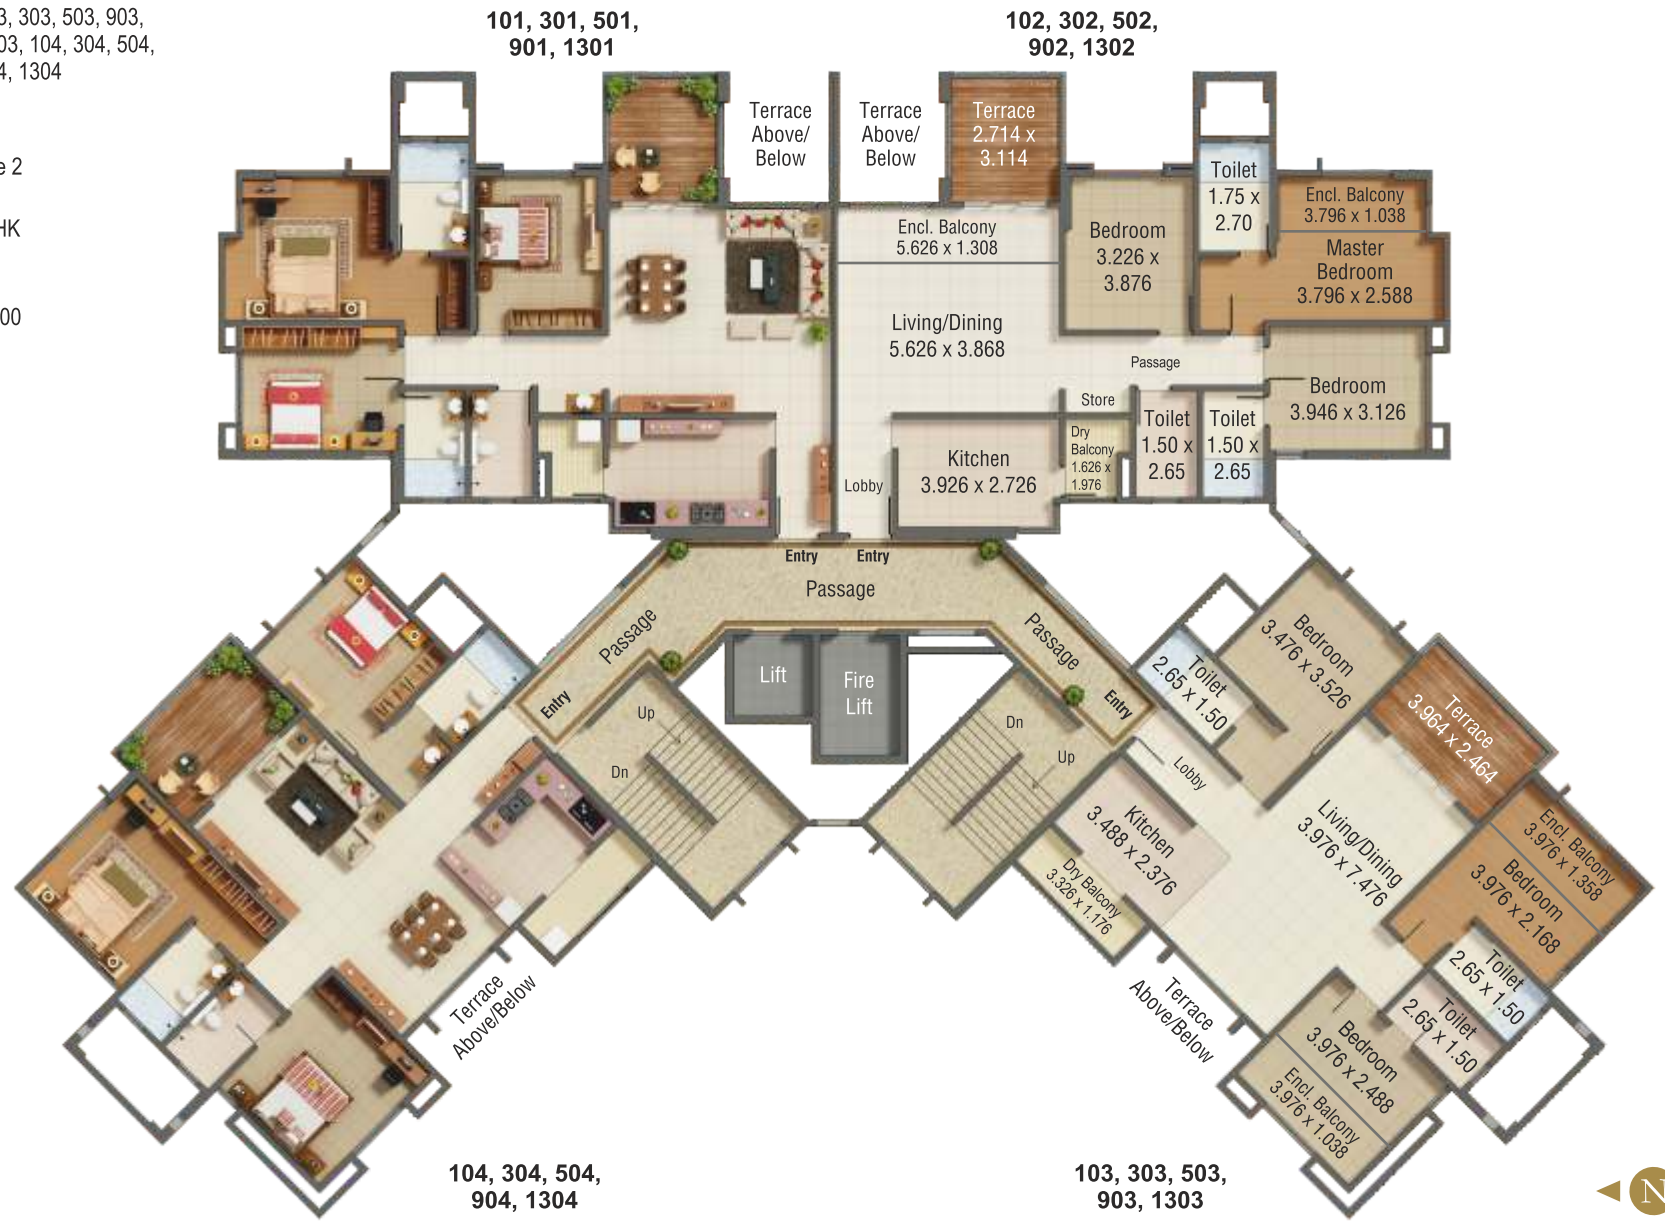 3, 303, 503, 903,
03, 104, 304, 504,
4, 1304
e 2
HK
00
101, 301, 501,
901, 1301
102, 302, 502,
902, 1302
Terrace
Above/
Below
Terrace
Above/
Below
Terrace
2.714 x
3.114
Toilet
1.75 x
2.70
Encl. Balcony
3.796 x 1.038
Master
Bedroom
3.796 x 2.588
Encl. Balcony
5.626 x 1.308
Bedroom
3.226 x
3.876
Living/Dining
5.626 x 3.868
Passage
Bedroom
3.946 x 3.126
Store
Toilet
1.50 x
2.65
Toilet
1.50 x
2.65
Dry
Balcony
1.626 x
1.976
Kitchen
3.926 x 2.726
Lobby
Entry
Entry
Passage
Passage
Passage
Entry
Entry
Lift
Fire
Lift
Up
Dn
Dn
Up
Toilet
2.65 x 1.50
Bedroom
3.476 x 3.526
Terrace
3.964 x 2.464
Lobby
Kitchen
3.488 x 2.376
Dry Balcony
3.326 x 1.176
Living/Dining
3.976 x 7.476
Encl. Balcony
3.976 x 1.358
Bedroom
3.976 x 2.168
Toilet
2.65 x 1.50
Toilet
2.65 x 1.50
Bedroom
3.976 x 2.488
Encl. Balcony
3.976 x 1.038
Terrace
Above/Below
Terrace
Above/Below
104, 304, 504,
904, 1304
103, 303, 503,
903, 1303
N